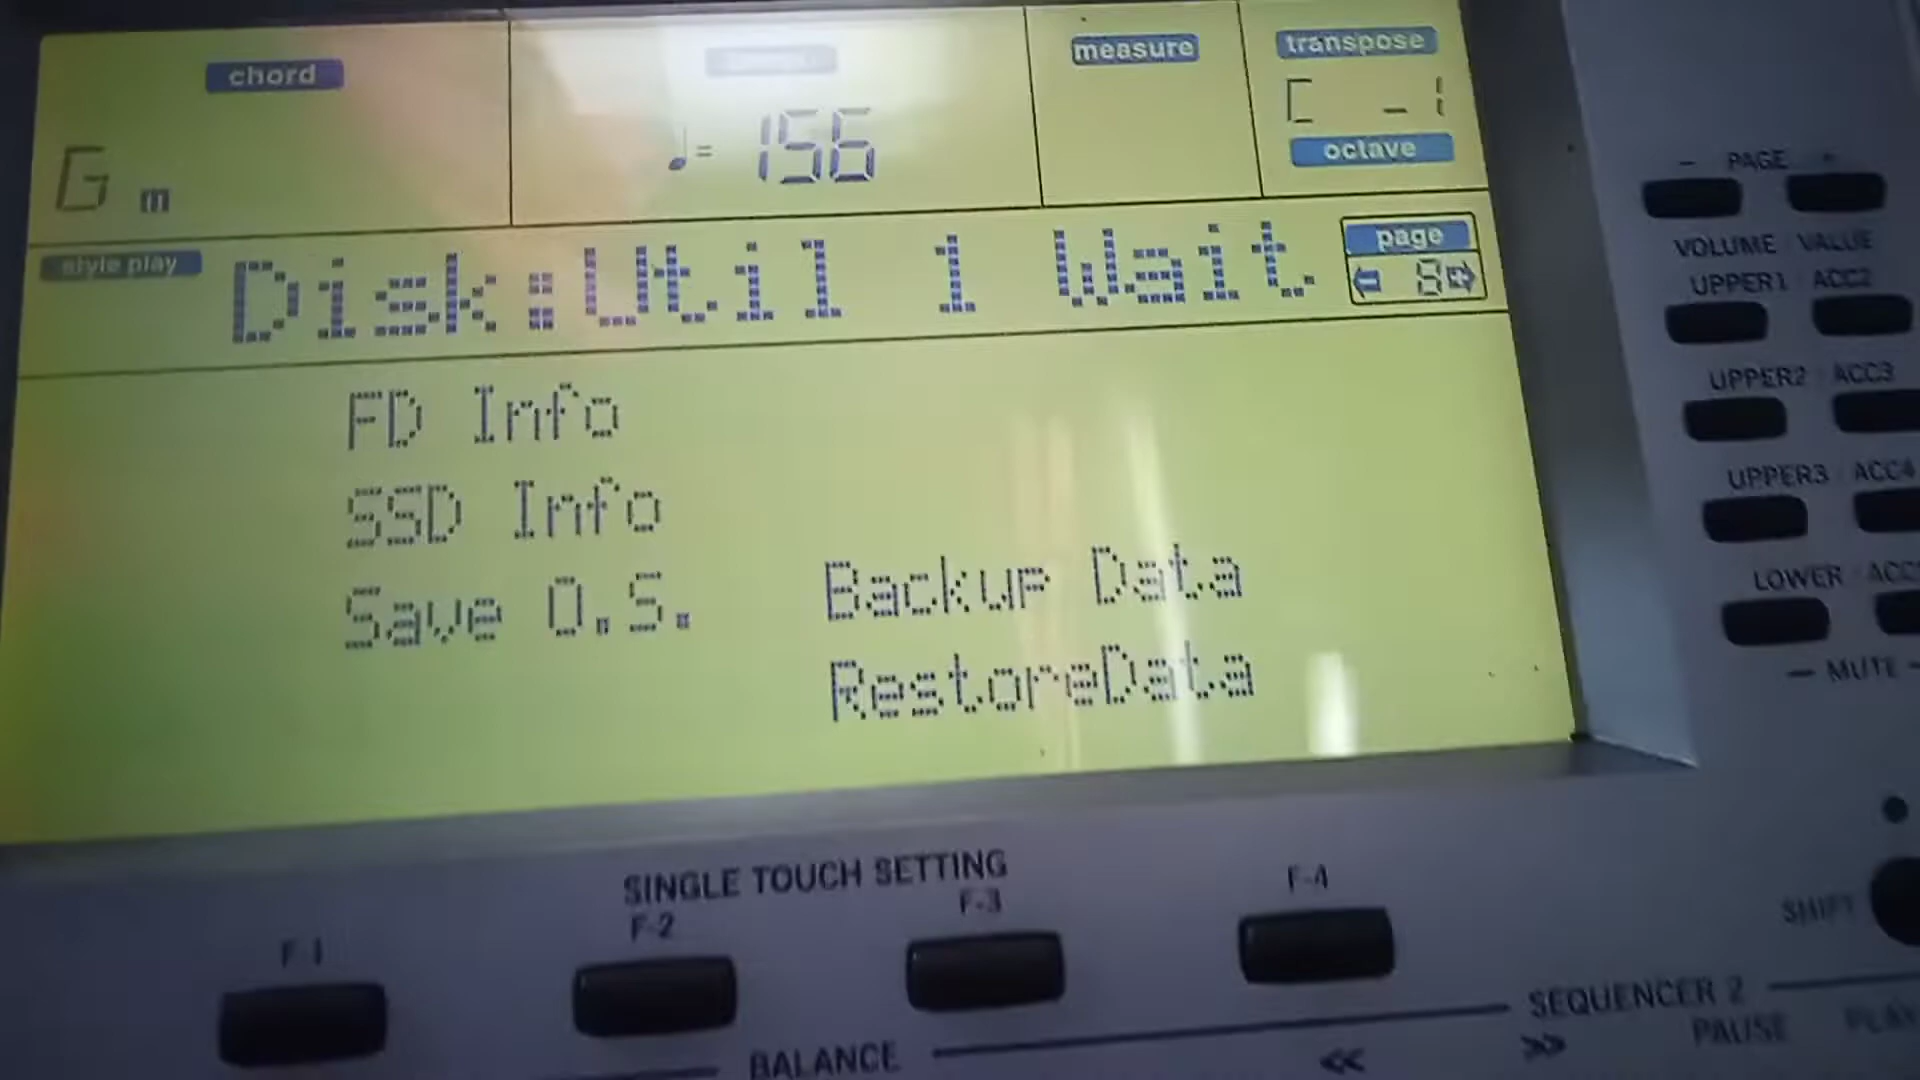 chord
measure
transpose
G m
♩= 156
C -1
octave
style play
Disk:Util 1 Wait
page
FD Info
SSD Info
Save O.S.
Backup Data
RestoreData
- PAGE +
VOLUME / VALUE
UPPER1 / ACC2
UPPER2 / ACC3
UPPER3 / ACC4
LOWER / ACC
— MUTE —
SINGLE TOUCH SETTING
F-1
F-2
F-3
F-4
SHIFT
SEQUENCER 2
BALANCE
<<
>>
PAUSE
PLAY